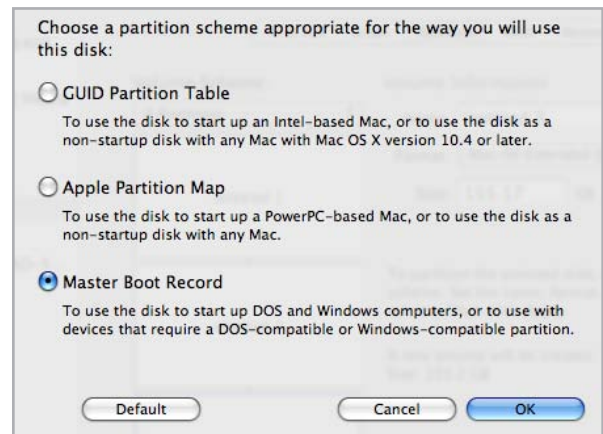 Choose a partition scheme appropriate for the way you will use
this disk:
GUID Partition Table
To use the disk to start up an Intel-based Mac, or to use the disk as a
non-startup disk with any Mac with Mac OS X version 10.4 or later.
Apple Partition Map
To use the disk to start up a PowerPC-based Mac, or to use the disk as a
non-startup disk with any Mac.
Master Boot Record
To use the disk to start up DOS and Windows computers, or to use with
devices that require a DOS-compatible or Windows-compatible partition.
Default
Cancel
OK